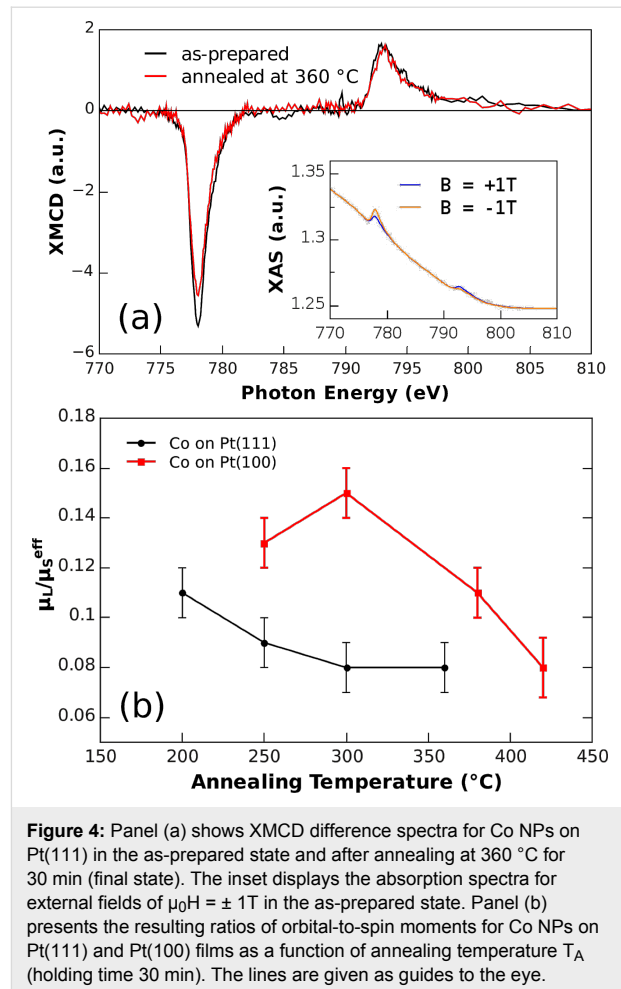 2
as-prepared
annealed at 360 °C
0
−2
−4
−6
XMCD (a.u.)
(a)
1.35
1.3
1.25
XAS (a.u.)
B = +1T
B = -1T
770 780 790 800 810
770 775 780 785 790 795 800 805 810
Photon Energy (eV)
0.18
0.16
0.14
0.12
0.1
0.08
0.06
μL/μS^eff
Co on Pt(111)
Co on Pt(100)
(b)
150 200 250 300 350 400 450
Annealing Temperature (°C)
Figure 4: Panel (a) shows XMCD difference spectra for Co NPs on
Pt(111) in the as-prepared state and after annealing at 360 °C for
30 min (final state). The inset displays the absorption spectra for
external fields of μ0H = ± 1T in the as-prepared state. Panel (b)
presents the resulting ratios of orbital-to-spin moments for Co NPs on
Pt(111) and Pt(100) films as a function of annealing temperature TA
(holding time 30 min). The lines are given as guides to the eye.